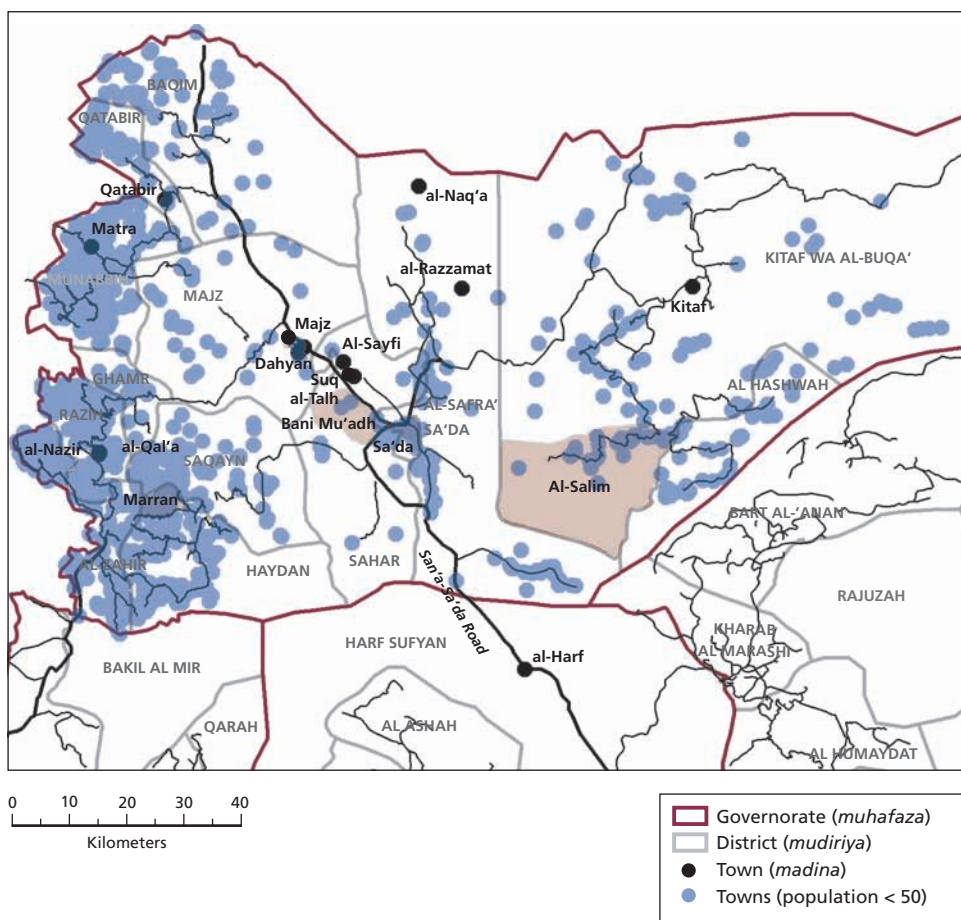 BAQIM
QATABIR
Qatabir
al-Naq‘a
Matra
MUNABBIH
MAJZ
al-Razzamat
KITAF WA AL-BUQA‘
Kitaf
Majz
Dahyan
Al-Sayfi
Suq
al-Talh
GHAMR
RAZIH
AL HASHWAH
AL-SAFRA’
SA‘DA
Bani Mu‘adh
Sa‘da
al-Nazir
al-Qal‘a
SAQAYN
Al-Salim
Marran
BART AL-‘ANAN
AL ZAHIR
HAYDAN
SAHAR
San‘a-Sa‘da Road
RAJUZAH
KHARAB
AL MARASHI
HARF SUFYAN
BAKIL AL MIR
al-Harf
QARAH
AL ASHAH
AL HUMAYDAT
0 10 20 30 40
Kilometers
Governorate (muhafaza)
District (mudiriya)
Town (madina)
Towns (population < 50)